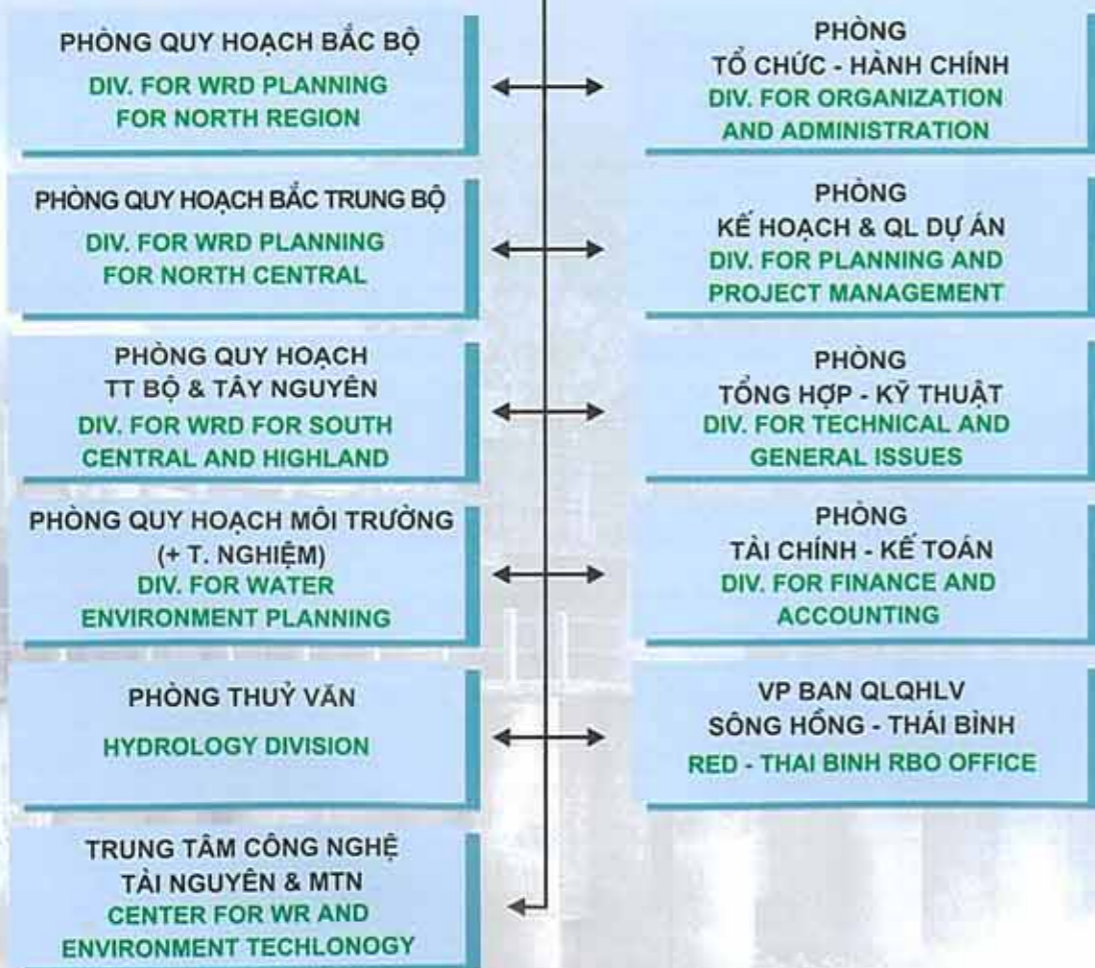 PHÒNG QUY HOẠCH BẮC BỘ
DIV. FOR WRD PLANNING
FOR NORTH REGION
PHÒNG
TỔ CHỨC - HÀNH CHÍNH
DIV. FOR ORGANIZATION
AND ADMINISTRATION
PHÒNG QUY HOẠCH BẮC TRUNG BỘ
DIV. FOR WRD PLANNING
FOR NORTH CENTRAL
PHÒNG
KẾ HOẠCH & QL DỰ ÁN
DIV. FOR PLANNING AND
PROJECT MANAGEMENT
PHÒNG QUY HOẠCH
TT BỘ & TÂY NGUYÊN
DIV. FOR WRD FOR SOUTH
CENTRAL AND HIGHLAND
PHÒNG
TỔNG HỢP - KỸ THUẬT
DIV. FOR TECHNICAL AND
GENERAL ISSUES
PHÒNG QUY HOẠCH MÔI TRƯỜNG
(+ T. NGHIỆM)
DIV. FOR WATER
ENVIRONMENT PLANNING
PHÒNG
TÀI CHÍNH - KẾ TOÁN
DIV. FOR FINANCE AND
ACCOUNTING
PHÒNG THUỶ VĂN
HYDROLOGY DIVISION
VP BAN QLQHLV
SÔNG HỒNG - THÁI BÌNH
RED - THAI BINH RBO OFFICE
TRUNG TÂM CÔNG NGHỆ
TÀI NGUYÊN & MTN
CENTER FOR WR AND
ENVIRONMENT TECHLONOGY